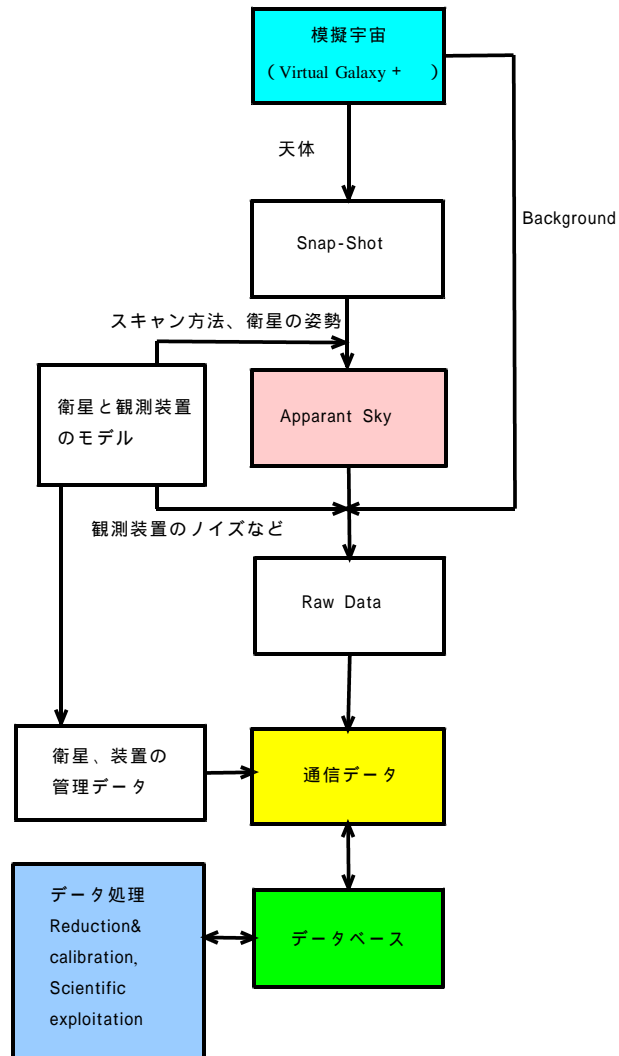 模擬宇宙
（Virtual Galaxy + ）
天体
Background
Snap-Shot
スキャン方法、衛星の姿勢
衛星と観測装置
のモデル
Apparant Sky
観測装置のノイズなど
Raw Data
衛星、装置の
管理データ
通信データ
データ処理
Reduction&
calibration,
Scientific
exploitation
データベース